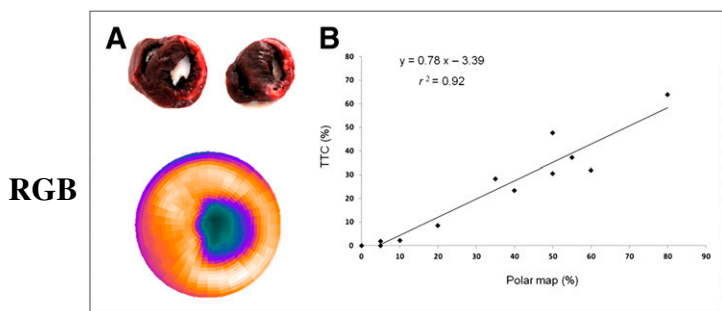 RGB
A
B
y = 0.78 x – 3.39
r² = 0.92
TTC (%)
80
70
60
50
40
30
20
10
0
0 10 20 30 40 50 60 70 80 90
Polar map (%)